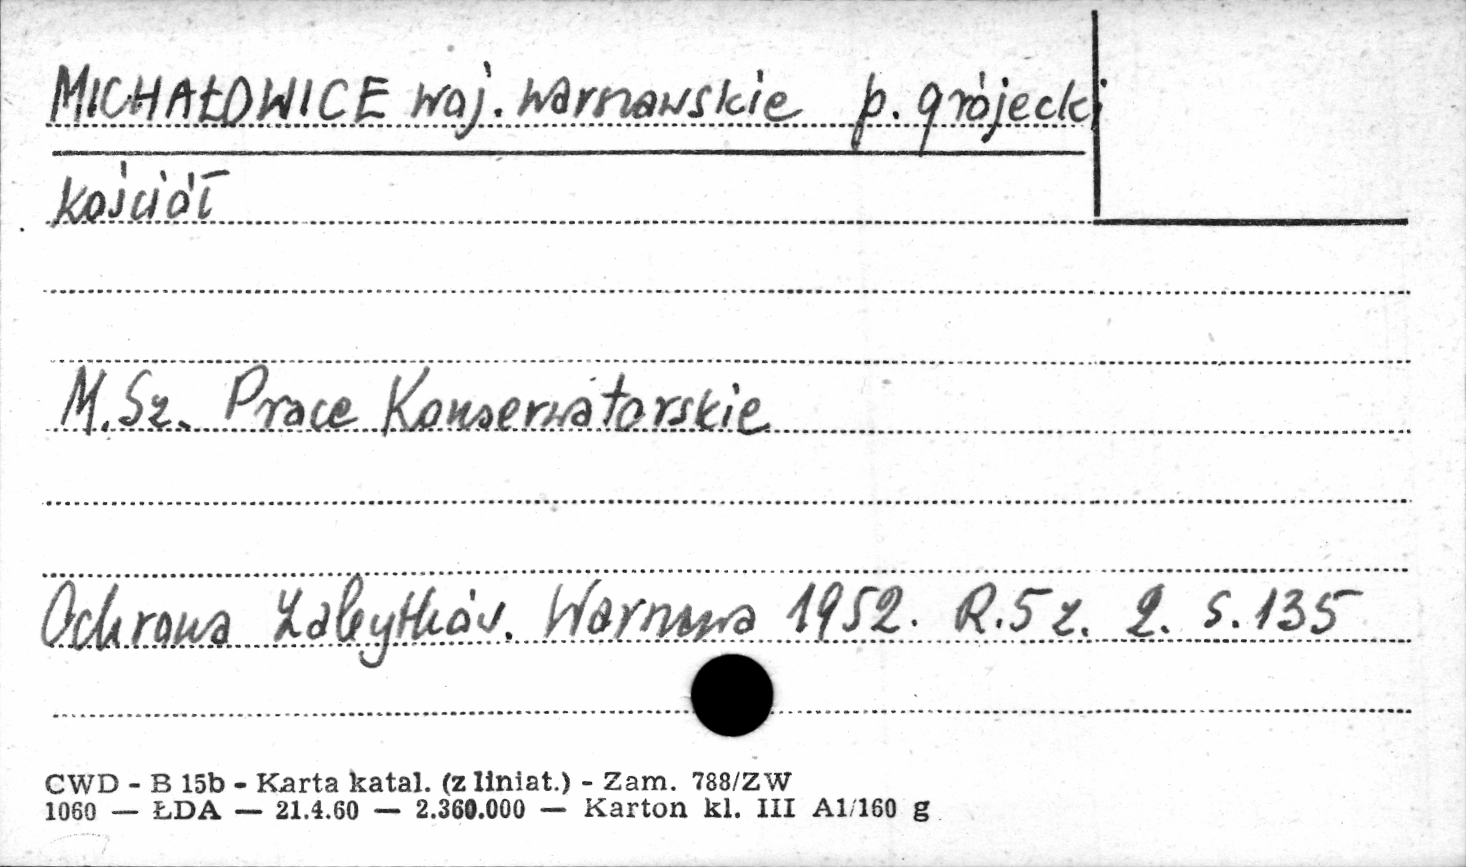 MICHAŁOWICE woj. warszawskie p. grójecki
kościół
M.Sz. Prace Konserwatorskie
Ochrona Zabytków. Warszawa 1952. R.5 z. 2. s.135
CWD - B 15b - Karta katal. (z liniat.) - Zam. 788/ZW
1060 — ŁDA — 21.4.60 — 2.360.000 — Karton kl. III A1/160 g